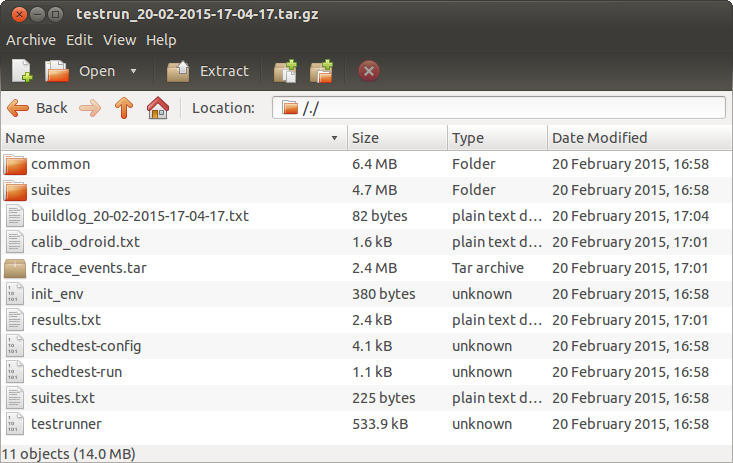 testrun_20-02-2015-17-04-17.tar.gz
Archive Edit View Help
Open Extract
Back Location: /./
Name Size Type Date Modified
common 6.4 MB Folder 20 February 2015, 16:58
suites 4.7 MB Folder 20 February 2015, 16:58
buildlog_20-02-2015-17-04-17.txt 82 bytes plain text d... 20 February 2015, 17:04
calib_odroid.txt 1.6 kB plain text d... 20 February 2015, 17:01
ftrace_events.tar 2.4 MB Tar archive 20 February 2015, 17:01
init_env 380 bytes unknown 20 February 2015, 16:58
results.txt 2.4 kB plain text d... 20 February 2015, 17:01
schedtest-config 4.1 kB unknown 20 February 2015, 16:58
schedtest-run 1.1 kB unknown 20 February 2015, 16:58
suites.txt 225 bytes plain text d... 20 February 2015, 16:58
testrunner 533.9 kB unknown 20 February 2015, 16:58
11 objects (14.0 MB)